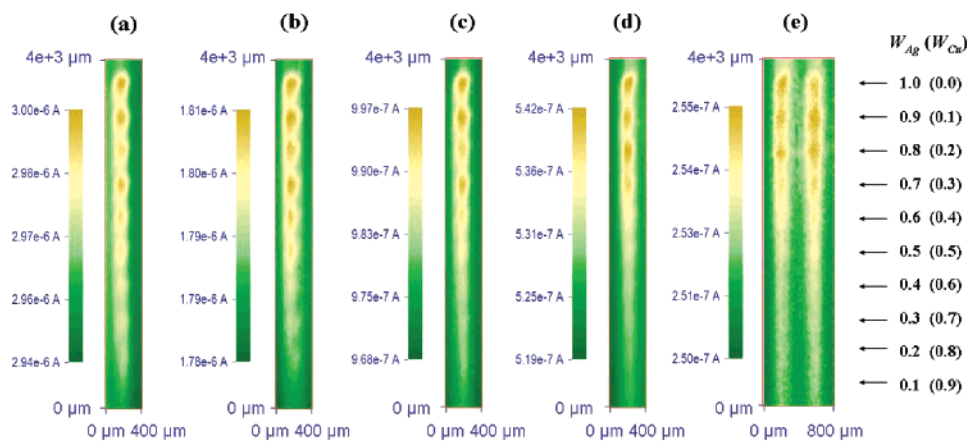 (a) (b) (c) (d) (e)
W_Ag (W_Cu)
4e+3 µm 4e+3 µm 4e+3 µm 4e+3 µm 4e+3 µm
1.0 (0.0)
3.00e-6 A 1.81e-6 A 9.97e-7 A 5.42e-7 A 2.55e-7 A
0.9 (0.1)
0.8 (0.2)
2.98e-6 A 1.80e-6 A 9.90e-7 A 5.36e-7 A 2.54e-7 A
0.7 (0.3)
0.6 (0.4)
2.97e-6 A 1.79e-6 A 9.83e-7 A 5.31e-7 A 2.53e-7 A
0.5 (0.5)
0.4 (0.6)
2.96e-6 A 1.79e-6 A 9.75e-7 A 5.25e-7 A 2.51e-7 A
0.3 (0.7)
0.2 (0.8)
2.94e-6 A 1.78e-6 A 9.68e-7 A 5.19e-7 A 2.50e-7 A
0.1 (0.9)
0 µm 0 µm 0 µm 0 µm 0 µm
0 µm 400 µm 0 µm 400 µm 0 µm 400 µm 0 µm 400 µm 0 µm 800 µm